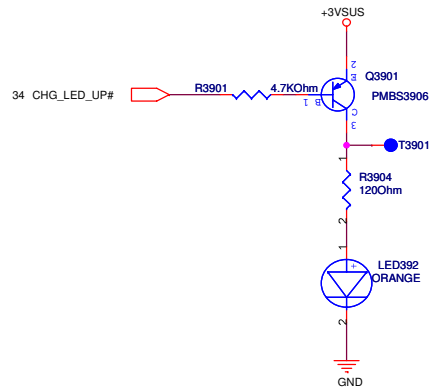 +3VSUS
2
E
Q3901
34 CHG_LED_UP#
R3901
4.7KOhm
1
B
PMBS3906
C
3
T3901
1
R3904
120Ohm
2
1
+
LED392
ORANGE
2
GND